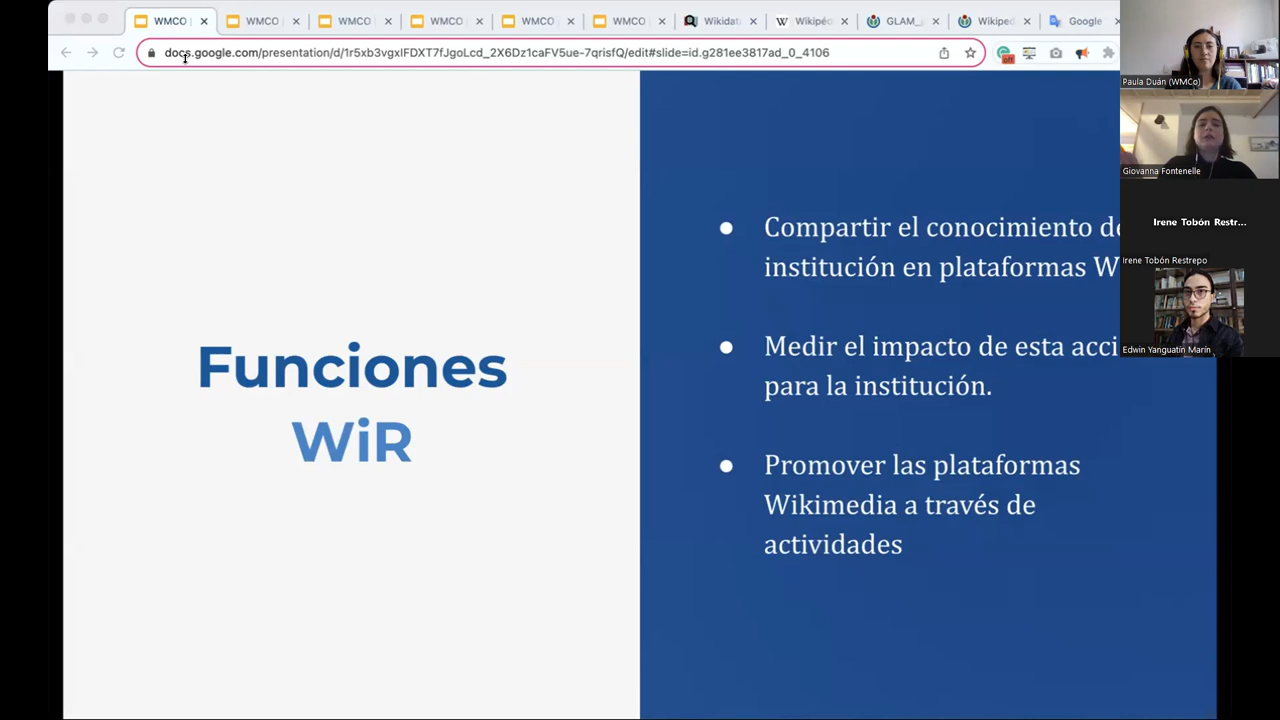 WMCO |
WMCO |
WMCO |
WMCO |
WMCO |
WMCO |
Wikidat
Wikipé
GLAM_
Wikiped
Google
docs.google.com/presentation/d/1r5xb3vgxIFDXT7fJgoLcd_2X6Dz1caFV5ue-7qrisfQ/edit#slide=id.g281ee3817ad_0_4106
off
Paula Duán (WMCo)
Giovanna Fontenelle
Irene Tobón Restr...
Irene Tobón Restrepo
Edwin Yanguatín Marín
Funciones
WiR
● Compartir el conocimiento de
institución en plataformas W
● Medir el impacto de esta acci
para la institución.
● Promover las plataformas
Wikimedia a través de
actividades